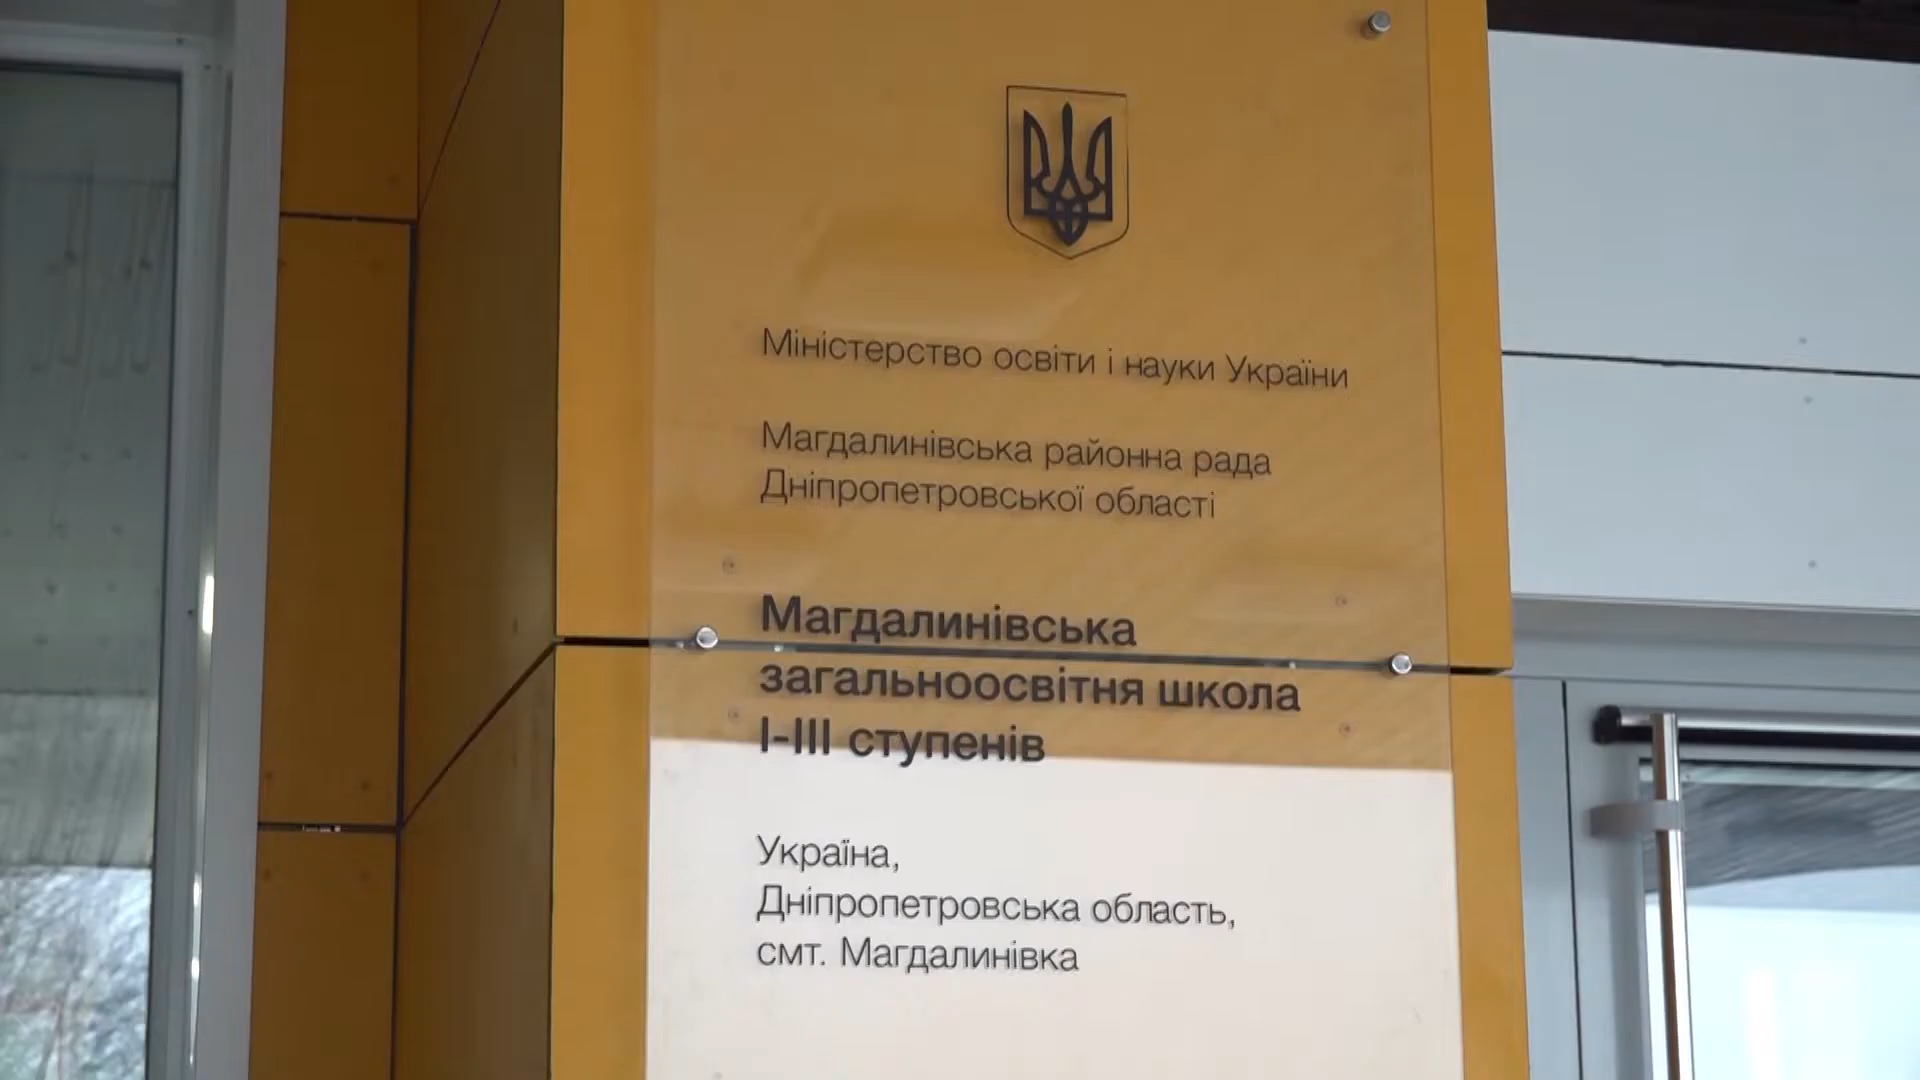 Міністерство освіти і науки України
Магдалинівська районна рада
Дніпропетровської області
Магдалинівська
загальноосвітня школа
І-ІІІ ступенів
Україна,
Дніпропетровська область,
смт. Магдалинівка